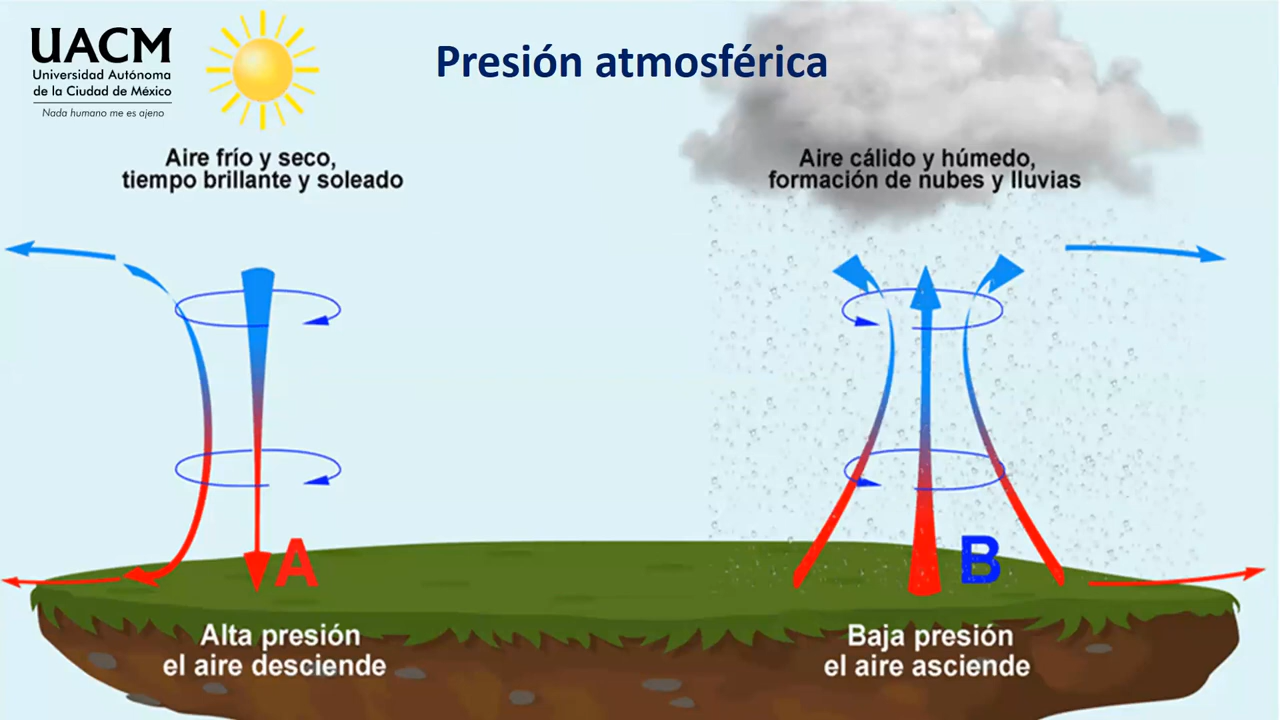 UACM
Universidad Autónoma
de la Ciudad de México
Nada humano me es ajeno
Presión atmosférica
Aire frío y seco,
tiempo brillante y soleado
Aire cálido y húmedo,
formación de nubes y lluvias
A
B
Alta presión
el aire desciende
Baja presión
el aire asciende